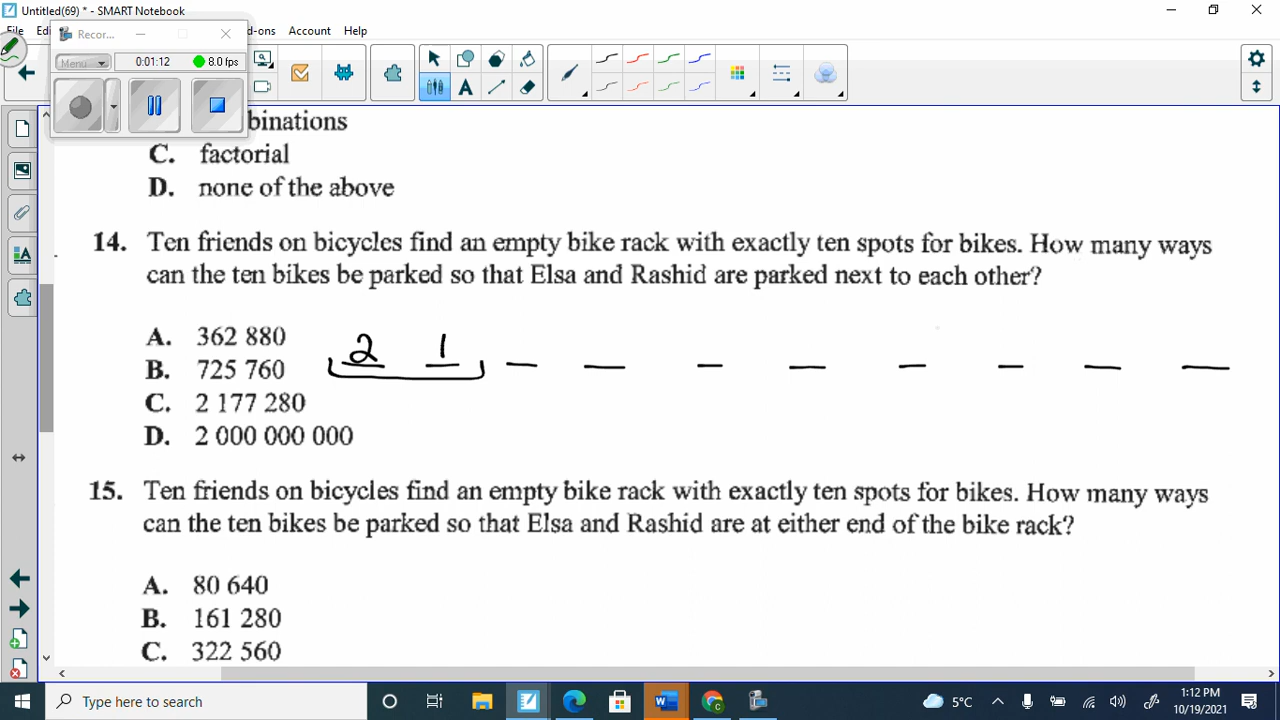 Untitled(69) * - SMART Notebook
File Ed d-ons Account Help
Recor...
Menu 0:01:12 8.0 fps
binations
C. factorial
D. none of the above
14. Ten friends on bicycles find an empty bike rack with exactly ten spots for bikes. How many ways
can the ten bikes be parked so that Elsa and Rashid are parked next to each other?
A. 362 880
2 1
B. 725 760
C. 2 177 280
D. 2 000 000 000
15. Ten friends on bicycles find an empty bike rack with exactly ten spots for bikes. How many ways
can the ten bikes be parked so that Elsa and Rashid are at either end of the bike rack?
A. 80 640
B. 161 280
C. 322 560
Type here to search
5°C
1:12 PM
10/19/2021